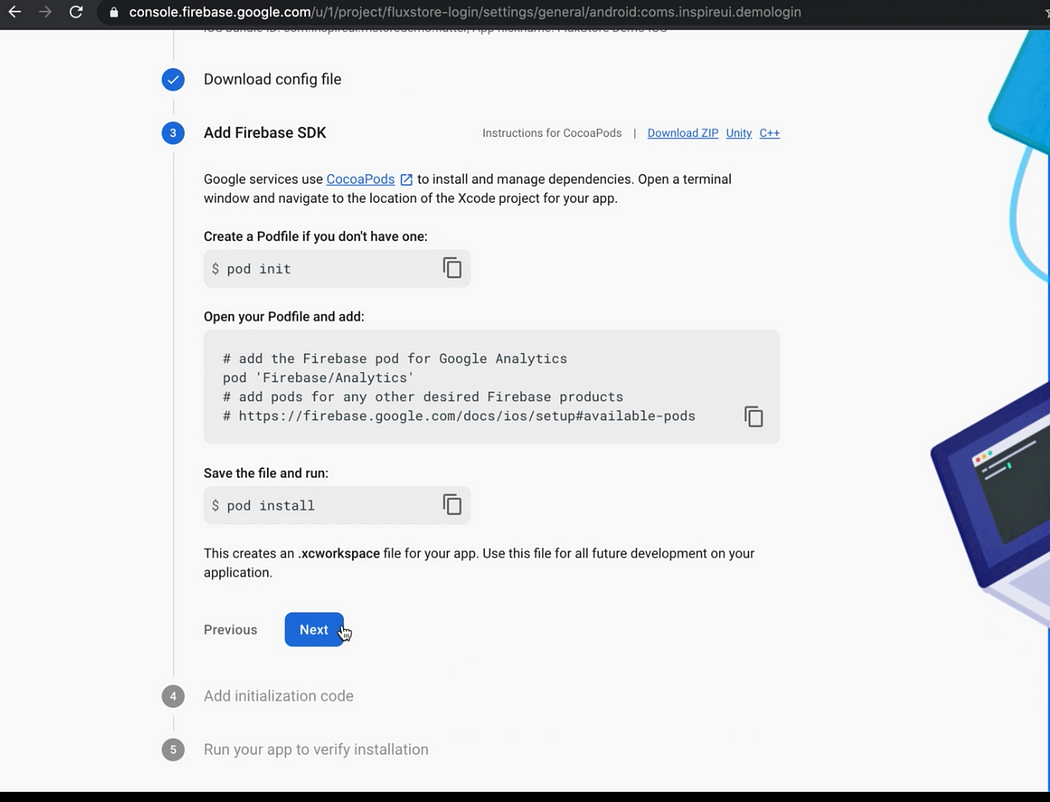 console.firebase.google.com/u/1/project/fluxstore-login/settings/general/android:coms.inspireui.demologin
Download config file
3 Add Firebase SDK Instructions for CocoaPods | Download ZIP Unity C++
Google services use CocoaPods to install and manage dependencies. Open a terminal
window and navigate to the location of the Xcode project for your app.
Create a Podfile if you don't have one:
$ pod init
Open your Podfile and add:
# add the Firebase pod for Google Analytics
pod 'Firebase/Analytics'
# add pods for any other desired Firebase products
# https://firebase.google.com/docs/ios/setup#available-pods
Save the file and run:
$ pod install
This creates an .xcworkspace file for your app. Use this file for all future development on your
application.
Previous Next
4 Add initialization code
5 Run your app to verify installation